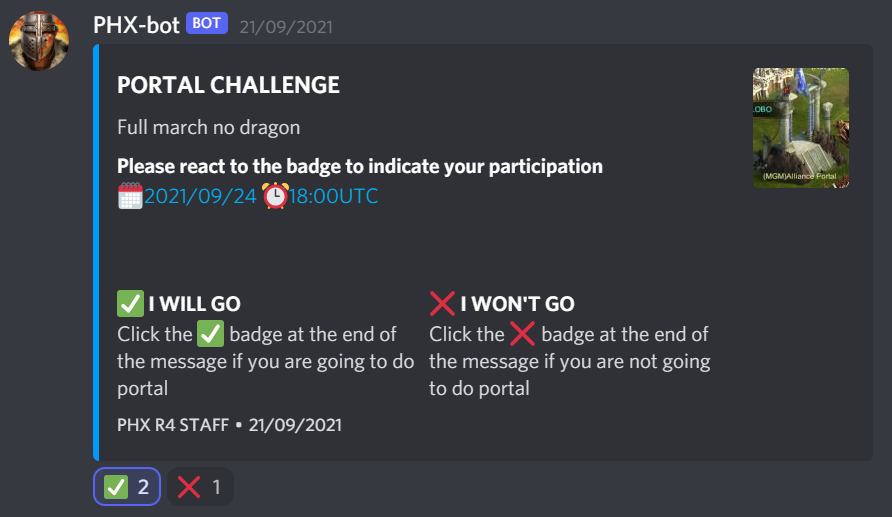 PHX-bot BOT 21/09/2021
PORTAL CHALLENGE
Full march no dragon
LOBO
(MGM)Alliance Portal
Please react to the badge to indicate your participation
2021/09/24 18:00UTC
I WILL GO
Click the badge at the end of
the message if you are going to do
portal
I WON'T GO
Click the badge at the end of
the message if you are not going
to do portal
PHX R4 STAFF • 21/09/2021
2 1